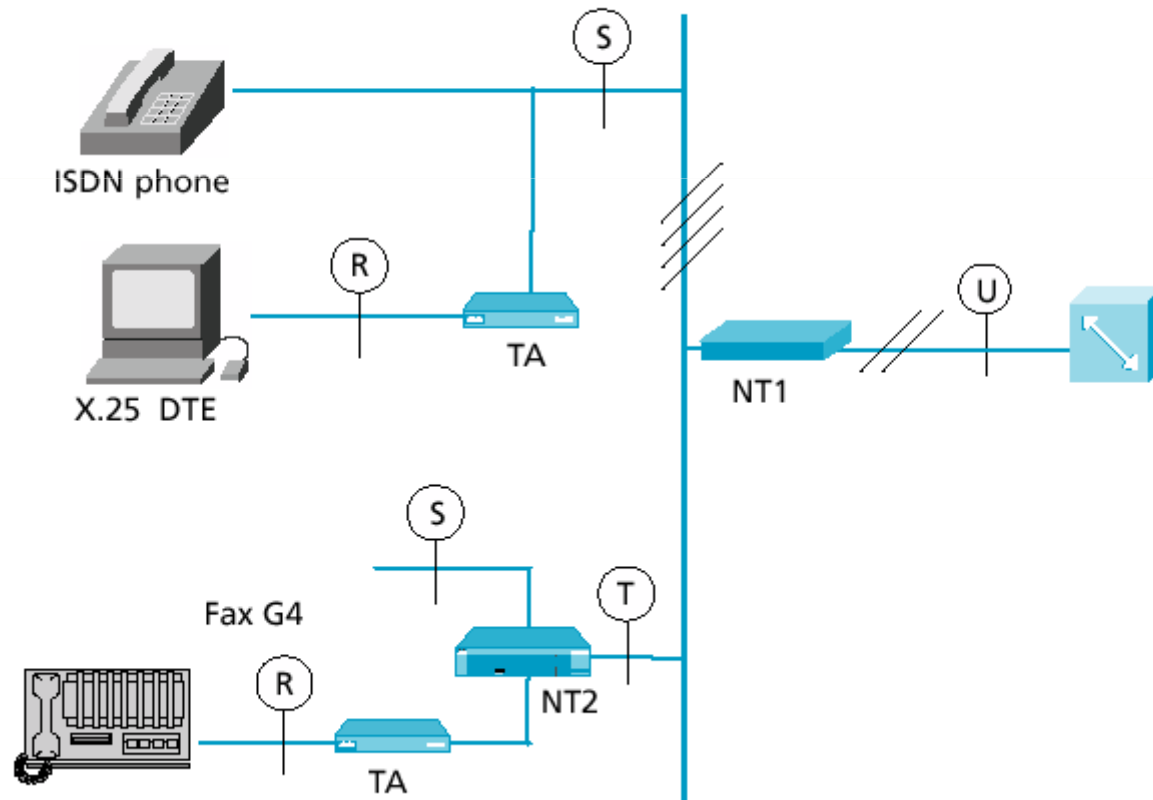 S
ISDN phone
R
TA
X.25 DTE
U
NT1
S
T
Fax G4
NT2
R
TA